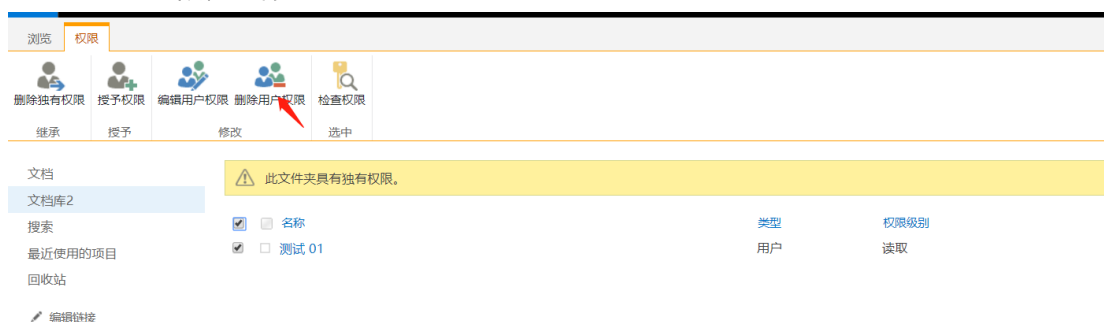 浏览 权限
删除独有权限 授予权限 编辑用户权限 删除用户权限 检查权限
继承 授予 修改 选中
文档
此文件夹具有独有权限。
文档库2
搜索
名称 类型 权限级别
最近使用的项目
测试 01 用户 读取
回收站
编辑链接